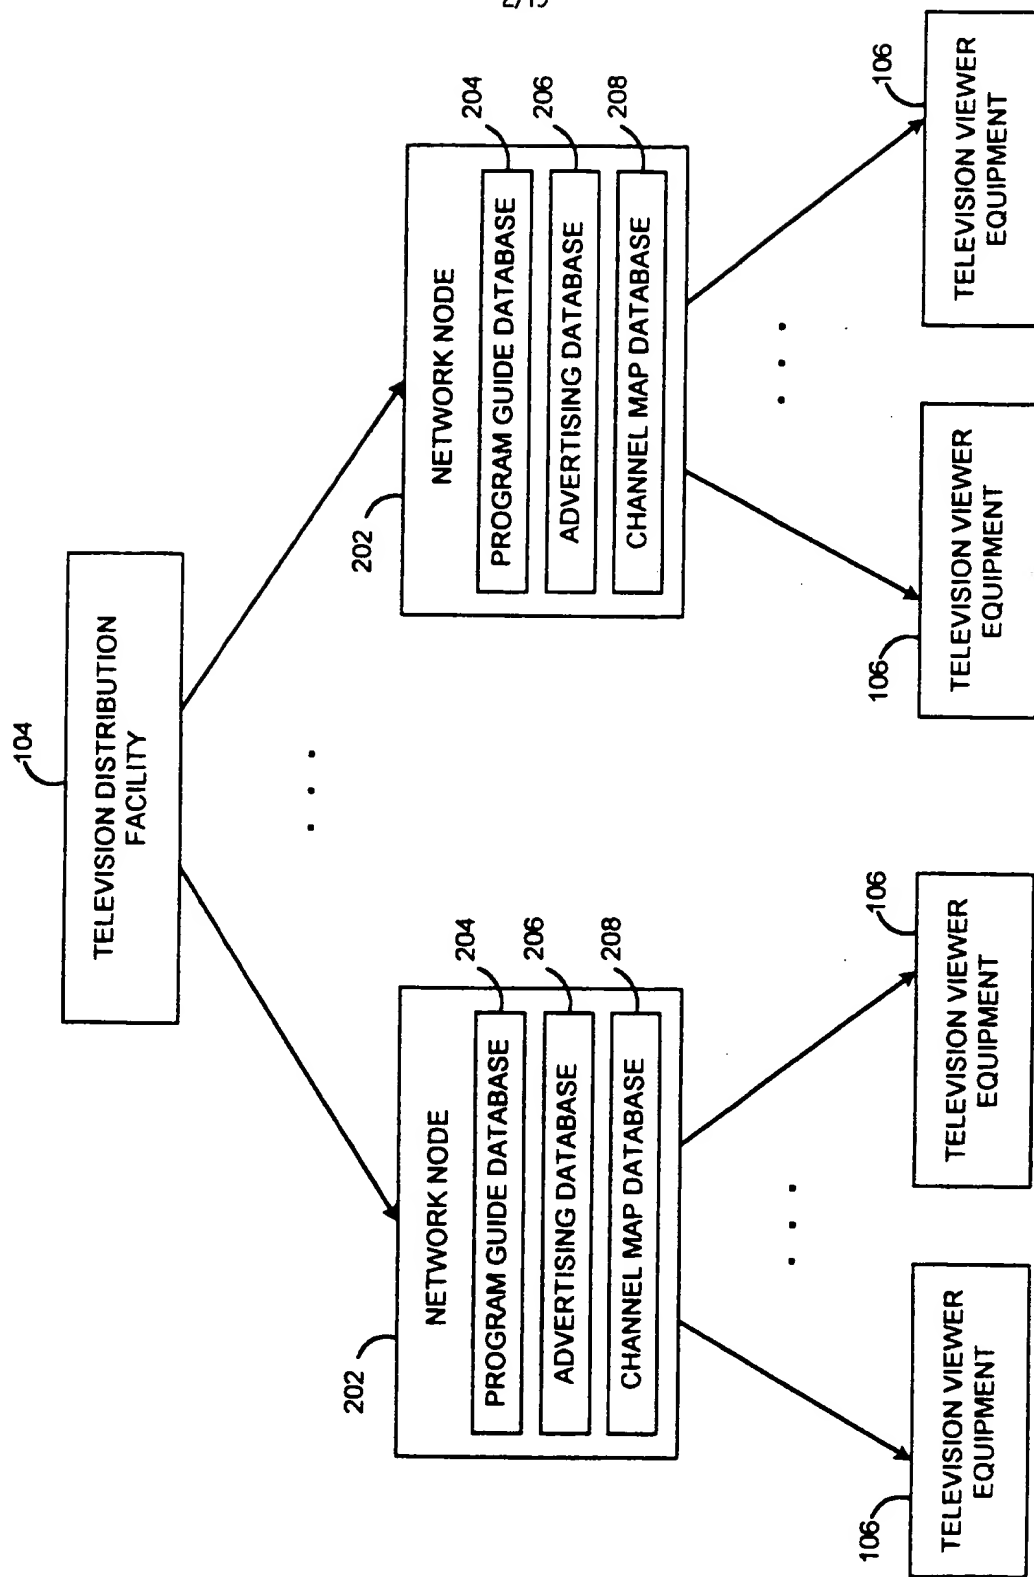 104
TELEVISION DISTRIBUTION
FACILITY
202
NETWORK NODE
PROGRAM GUIDE DATABASE
204
ADVERTISING DATABASE
206
CHANNEL MAP DATABASE
208
202
NETWORK NODE
PROGRAM GUIDE DATABASE
204
ADVERTISING DATABASE
206
CHANNEL MAP DATABASE
208
106
TELEVISION VIEWER
EQUIPMENT
106
TELEVISION VIEWER
EQUIPMENT
106
TELEVISION VIEWER
EQUIPMENT
106
TELEVISION VIEWER
EQUIPMENT